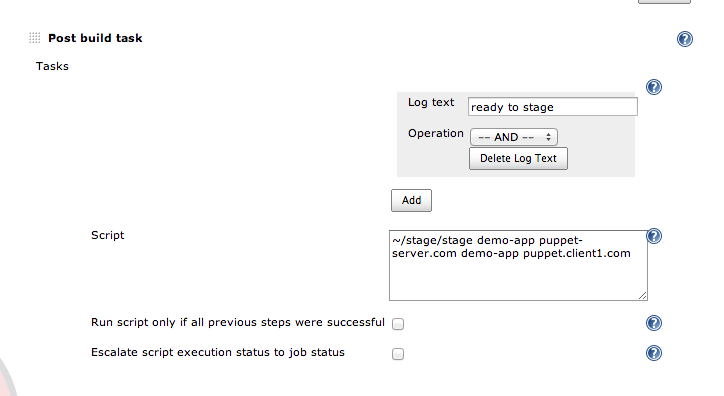 Post build task
?
Tasks
?
Log text ready to stage
Operation -- AND --
Delete Log Text
Add
Script ~/stage/stage demo-app puppet-
server.com demo-app puppet.client1.com
?
Run script only if all previous steps were successful ?
Escalate script execution status to job status ?